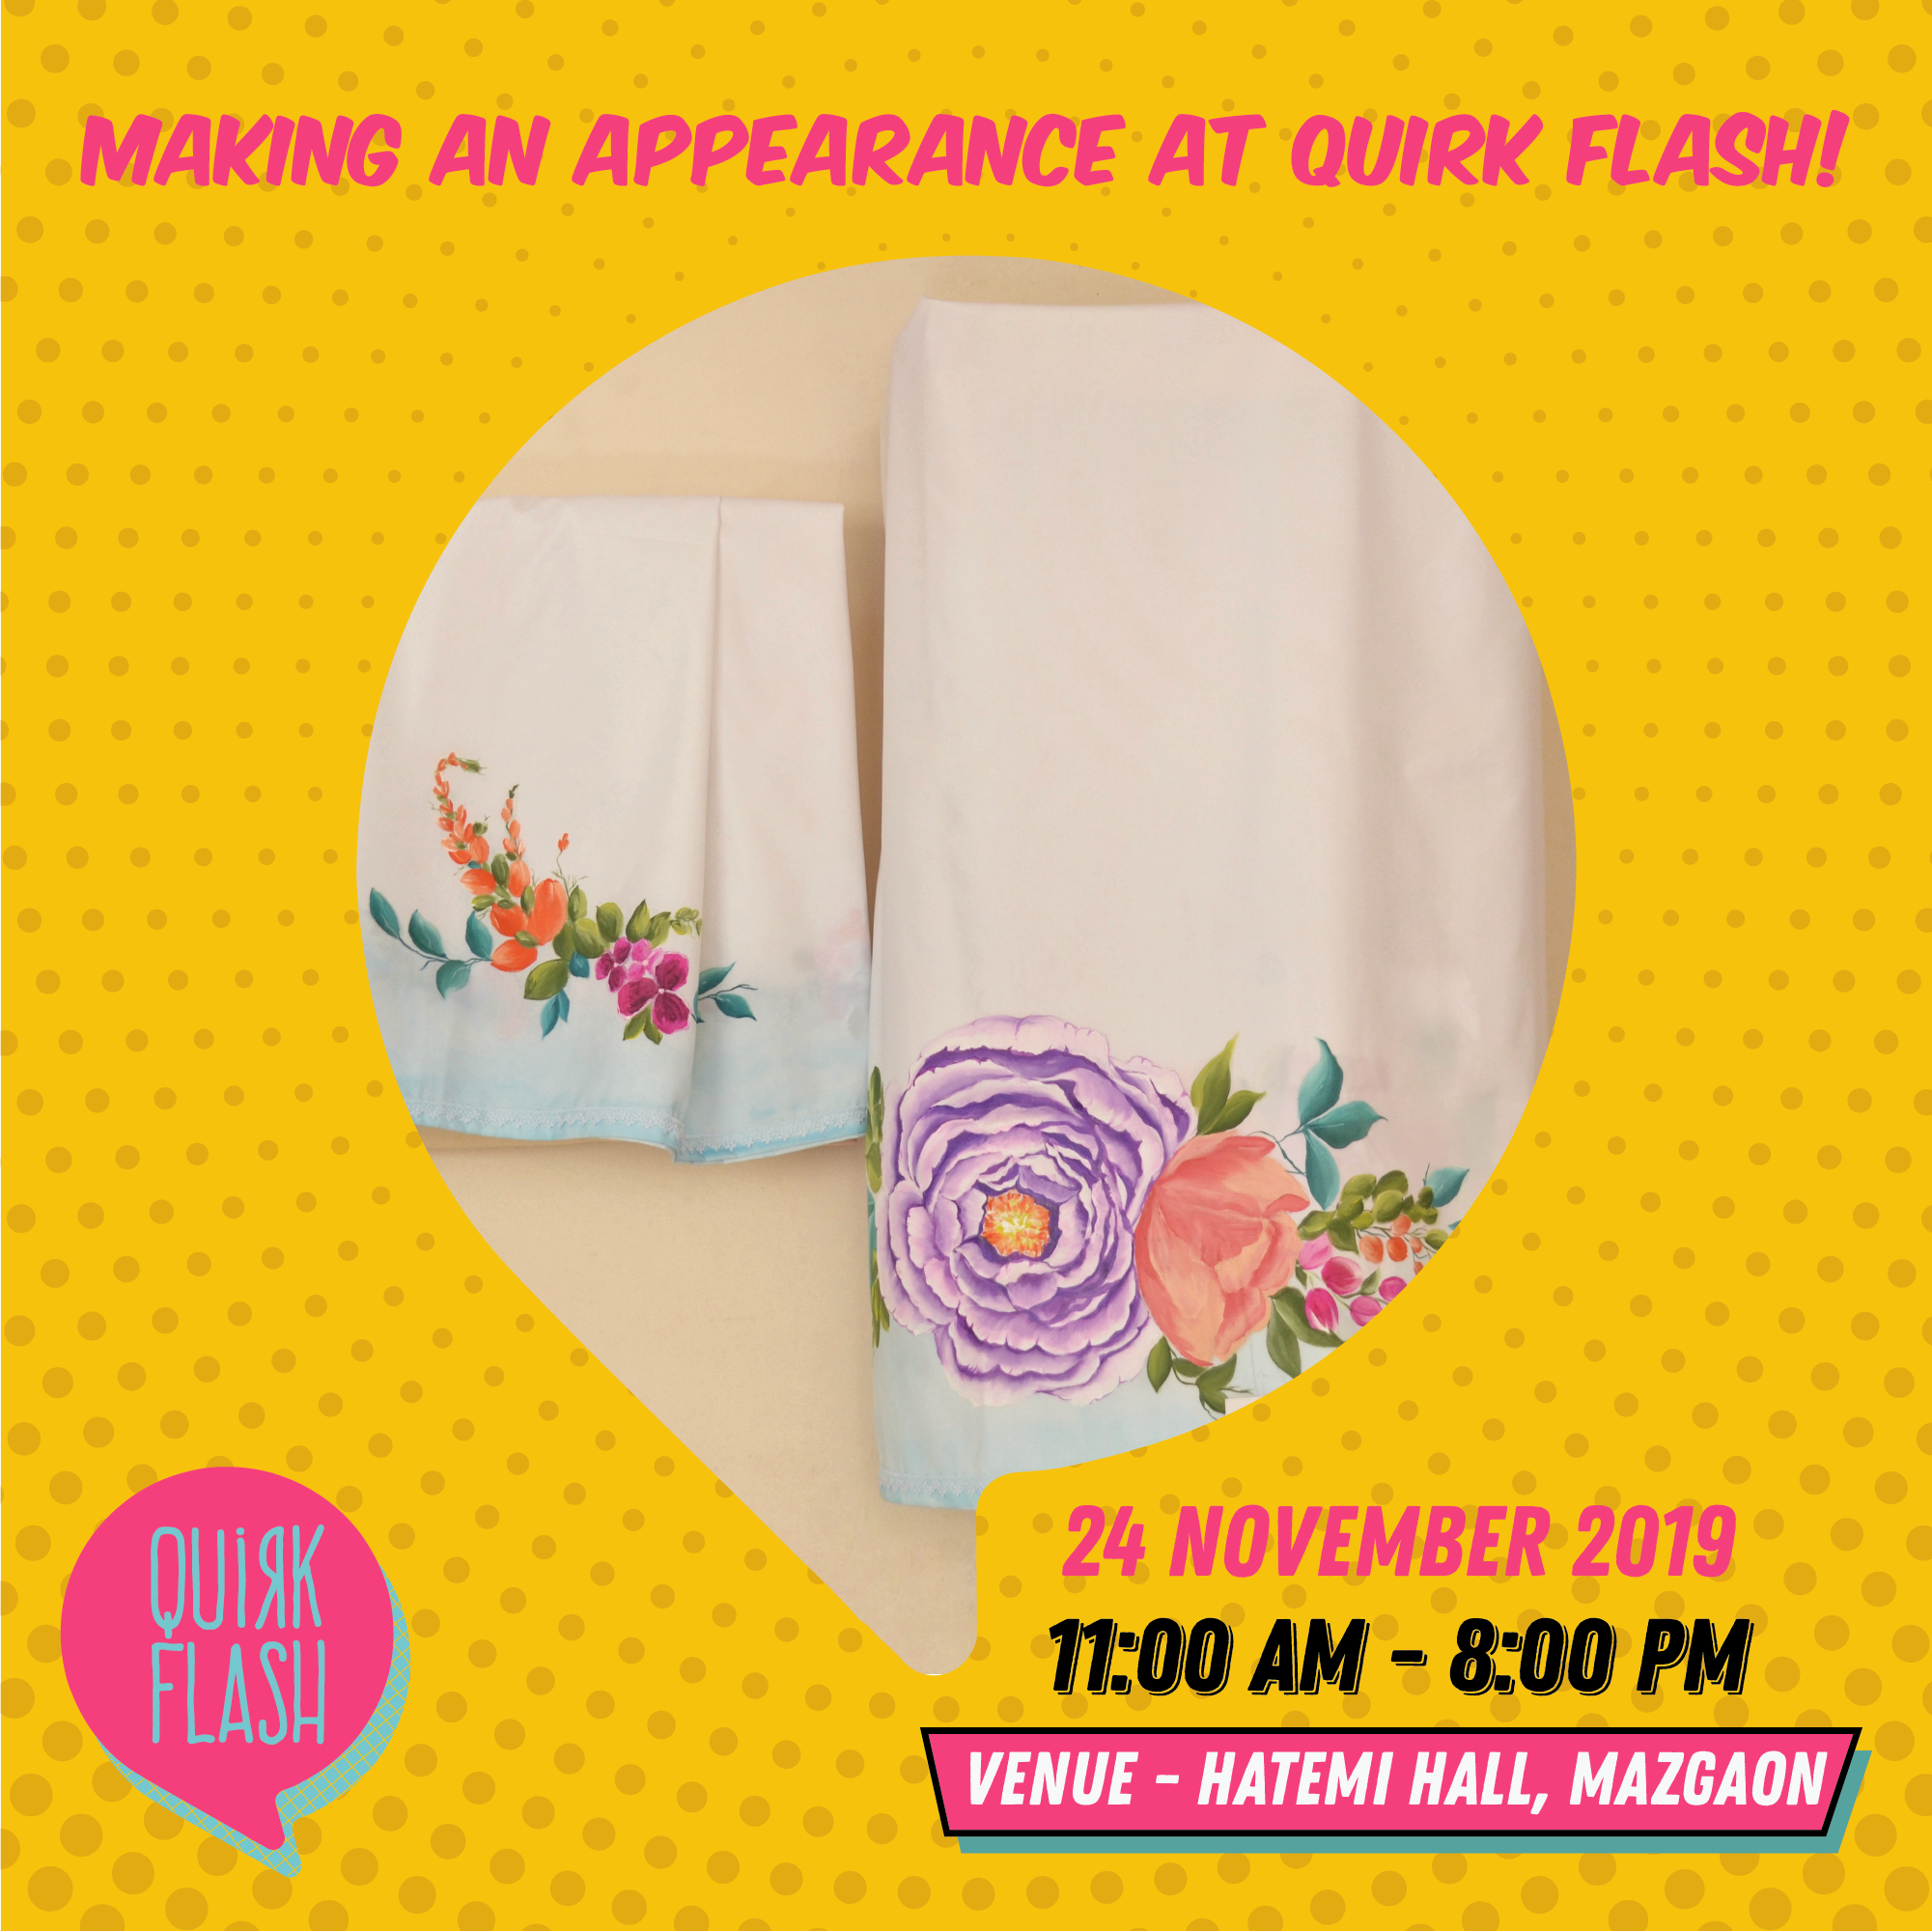 MAKING AN APPEARANCE AT QUIRK FLASH!
24 NOVEMBER 2019
11:00 AM - 8:00 PM
VENUE - HATEMI HALL, MAZGAON
QUiRK
FLASH